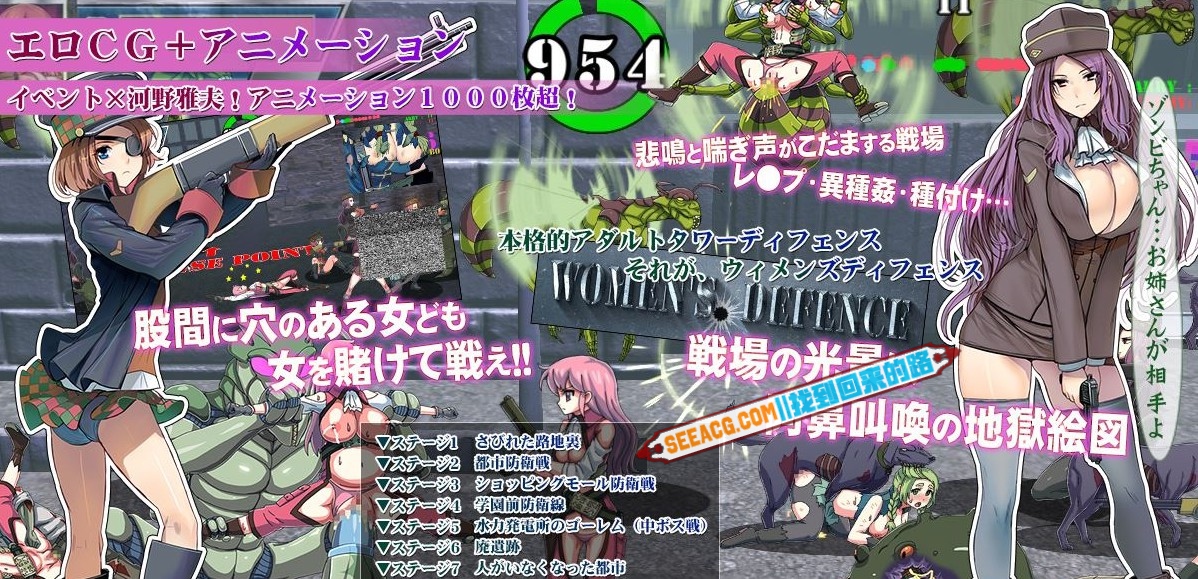 エロCG＋アニメーション
イベント×河野雅夫！アニメーション１０００枚超！
954
悲鳴と喘ぎ声がこだまする戦場
レ●プ・異種姦・種付け…
ゾンビちゃん…お姉さんが相手よ
本格的アダルトタワーディフェンス
それが、ウィメンズディフェンス
WOMEN'S DEFENCE
股間に穴のある女ども
女を賭けて戦え!!
戦場の光景
SEEACG.COM||找到回来的路
鼻叫喚の地獄絵図
▼ステージ1 さびれた路地裏
▼ステージ2 都市防衛戦
▼ステージ3 ショッピングモール防衛戦
▼ステージ4 学園前防衛線
▼ステージ5 水力発電所のゴーレム（中ボス戦）
▼ステージ6 廃遺跡
▼ステージ7 人がいなくなった都市